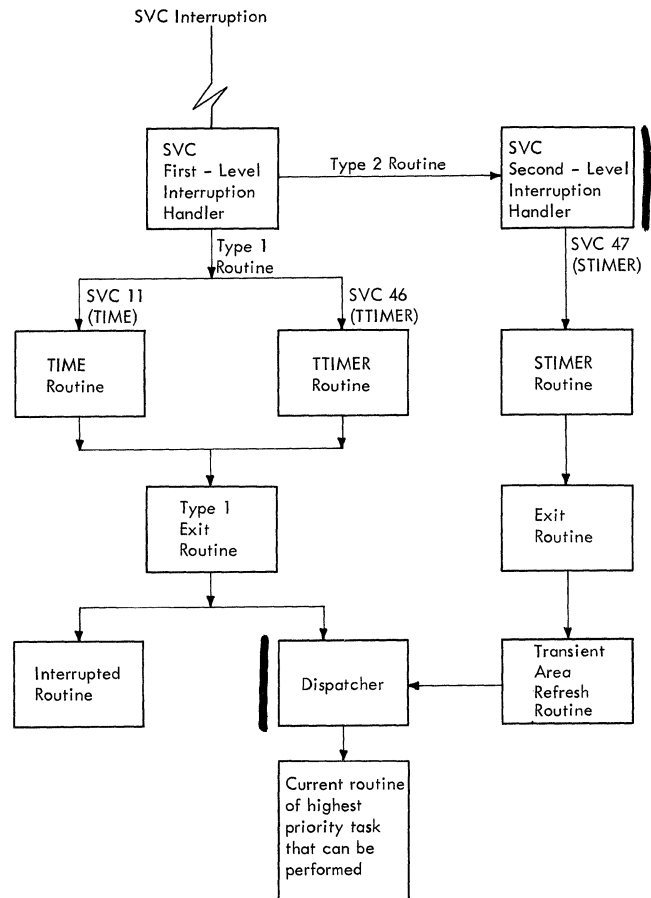 SVC Interruption
SVC
First - Level
Interruption
Handler
Type 2 Routine
SVC
Second - Level
Interruption
Handler
Type 1
Routine
SVC 47
(STIMER)
SVC 11
(TIME)
SVC 46
(TTIMER)
TIME
Routine
TTIMER
Routine
STIMER
Routine
Type 1
Exit
Routine
Exit
Routine
Interrupted
Routine
Dispatcher
Transient
Area
Refresh
Routine
Current routine
of highest
priority task
that can be
performed